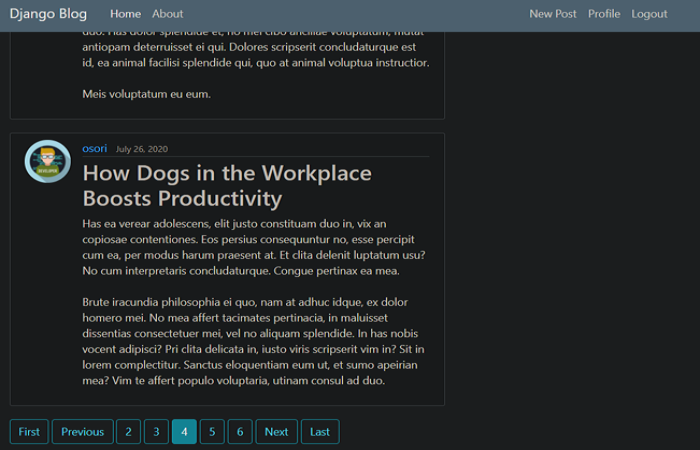 Django Blog Home About New Post Profile Logout
duo. Has dolor splendide et, no mei cibo ancillae voluptatum, mutat
antiopam deterruisset ei qui. Dolores scripserit concludaturque est
id, ea animal facilisi splendide qui, quo at animal voluptua instructior.
Meis voluptatum eu eum.
osori July 26, 2020
How Dogs in the Workplace
Boosts Productivity
Has ea verear adolescens, elit justo constituam duo in, vix an
copiosae contentiones. Eos persius consequuntur no, esse percipit
cum ea, per modus harum praesent at. Et clita delenit luptatum usu?
No cum interpretaris concludaturque. Congue pertinax ea mea.
Brute iracundia philosophia ei quo, nam at adhuc idque, ex dolor
homero mei. No mea affert tacimates pertinacia, in maluisset
dissentias consectetuer mei, vel no aliquam splendide. In has nobis
vocent adipisci? Pri clita delicata in, iusto viris scripserit vim in? Sit in
lorem complectitur. Sanctus eloquentiam eum ut, et sumo apeirian
mea? Vim te affert populo voluptaria, utinam consul ad duo.
First Previous 2 3 4 5 6 Next Last